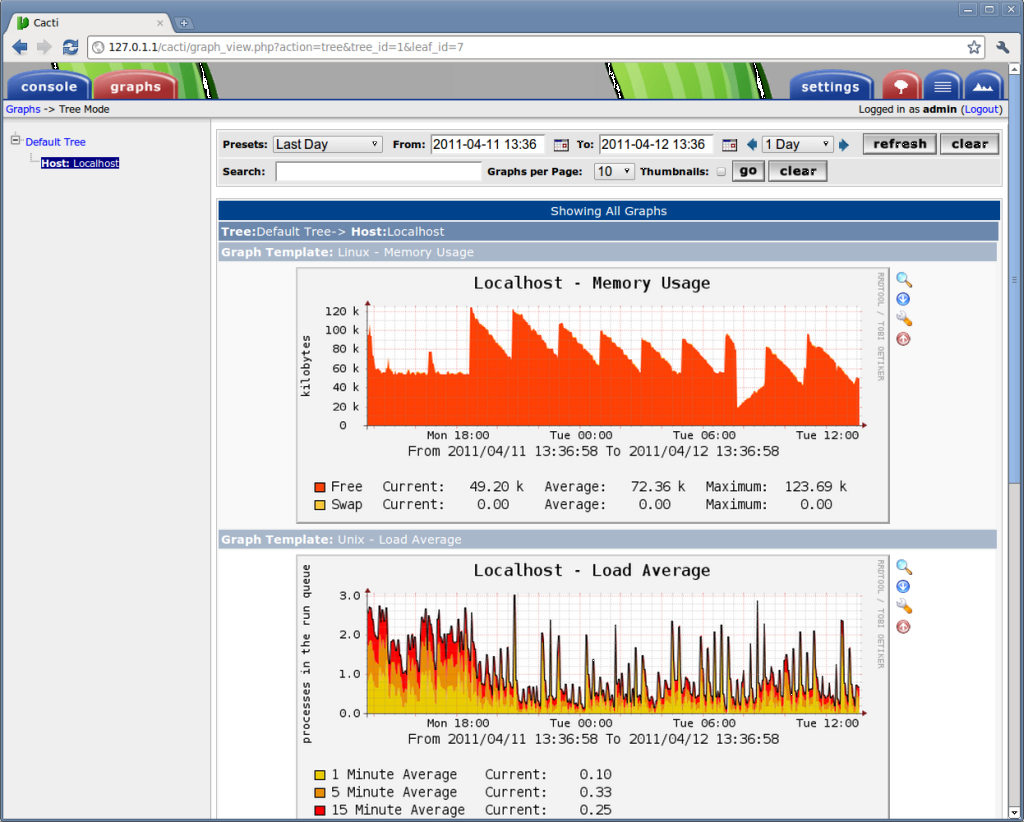 Cacti
127.0.1.1/cacti/graph_view.php?action=tree&tree_id=1&leaf_id=7
console graphs settings
Graphs -> Tree Mode Logged in as admin (Logout)
Default Tree
Host: Localhost
Presets: Last Day From: 2011-04-11 13:36 To: 2011-04-12 13:36 1 Day refresh clear
Search: Graphs per Page: 10 Thumbnails: go clear
Showing All Graphs
Tree:Default Tree-> Host:Localhost
Graph Template: Linux - Memory Usage
Localhost - Memory Usage
RRDTOOL / TOBI OETIKER
kilobytes
120 k
100 k
80 k
60 k
40 k
20 k
0
Mon 18:00 Tue 00:00 Tue 06:00 Tue 12:00
From 2011/04/11 13:36:58 To 2011/04/12 13:36:58
Free Current: 49.20 k Average: 72.36 k Maximum: 123.69 k
Swap Current: 0.00 Average: 0.00 Maximum: 0.00
Graph Template: Unix - Load Average
Localhost - Load Average
RRDTOOL / TOBI OETIKER
processes in the run queue
3.0
2.0
1.0
0.0
Mon 18:00 Tue 00:00 Tue 06:00 Tue 12:00
From 2011/04/11 13:36:58 To 2011/04/12 13:36:58
1 Minute Average Current: 0.10
5 Minute Average Current: 0.33
15 Minute Average Current: 0.25